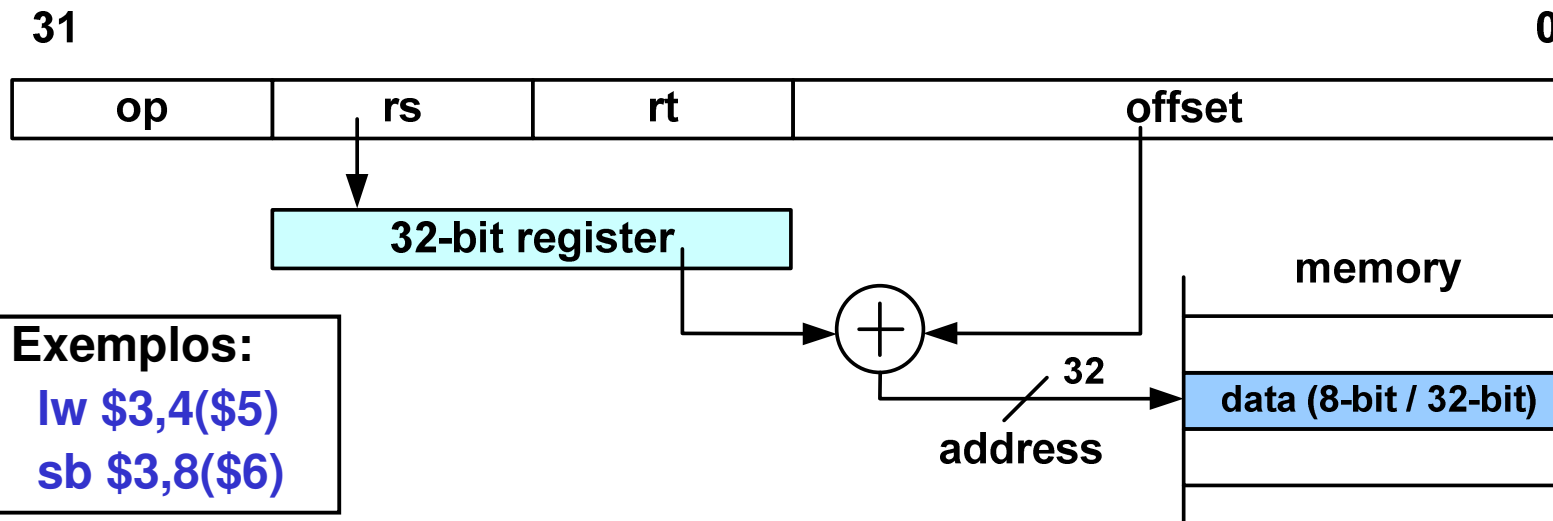 31 0
op rs rt offset
32-bit register
memory
Exemplos:
lw $3,4($5)
sb $3,8($6)
32
address
data (8-bit / 32-bit)